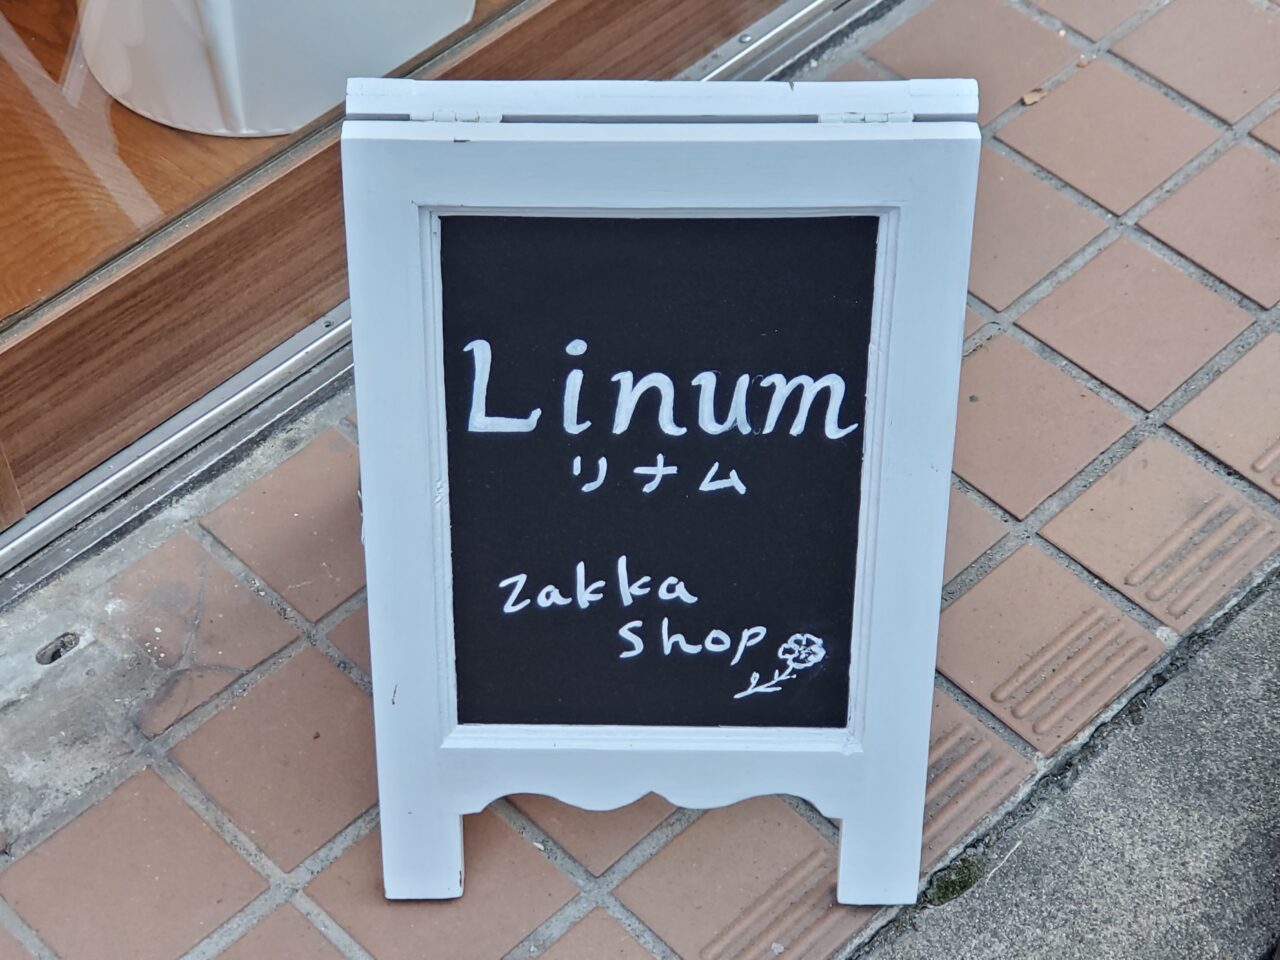 Linum
リナム
zakka
shop